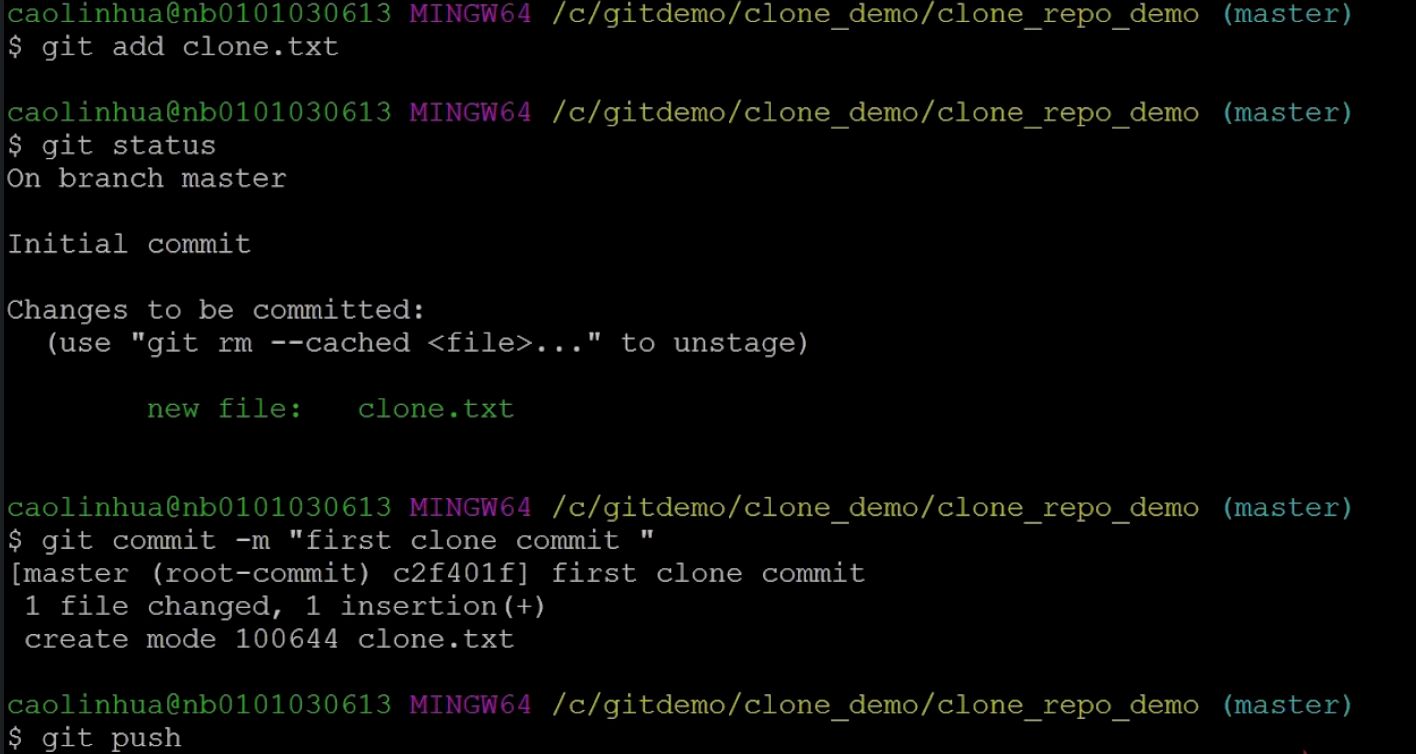 caolinhua@nb0101030613 MINGW64 /c/gitdemo/clone_demo/clone_repo_demo (master)
$ git add clone.txt
caolinhua@nb0101030613 MINGW64 /c/gitdemo/clone_demo/clone_repo_demo (master)
$ git status
On branch master
Initial commit
Changes to be committed:
  (use "git rm --cached <file>..." to unstage)
        new file:   clone.txt
caolinhua@nb0101030613 MINGW64 /c/gitdemo/clone_demo/clone_repo_demo (master)
$ git commit -m "first clone commit "
[master (root-commit) c2f401f] first clone commit
 1 file changed, 1 insertion(+)
 create mode 100644 clone.txt
caolinhua@nb0101030613 MINGW64 /c/gitdemo/clone_demo/clone_repo_demo (master)
$ git push